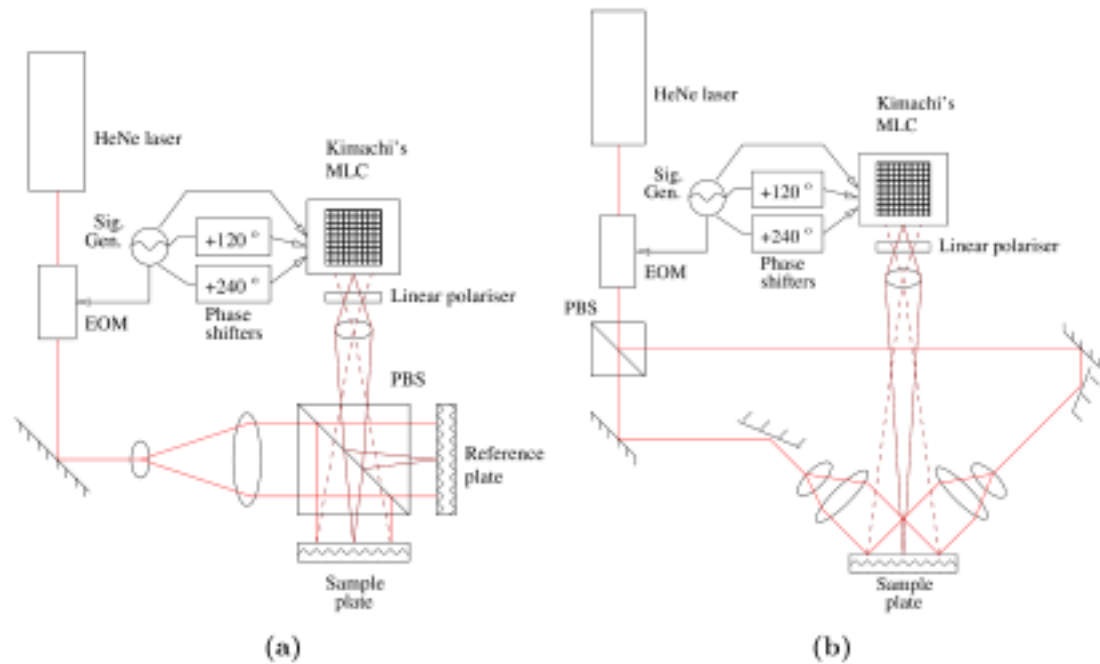 HeNe laser
Kimachi's
MLC
Sig.
Gen.
+120 °
+240 °
Phase
shifters
EOM
Linear polariser
PBS
Reference
plate
Sample
plate
(a)
HeNe laser
Kimachi's
MLC
Sig.
Gen.
+120 °
+240 °
Phase
shifters
EOM
Linear polariser
PBS
Sample
plate
(b)